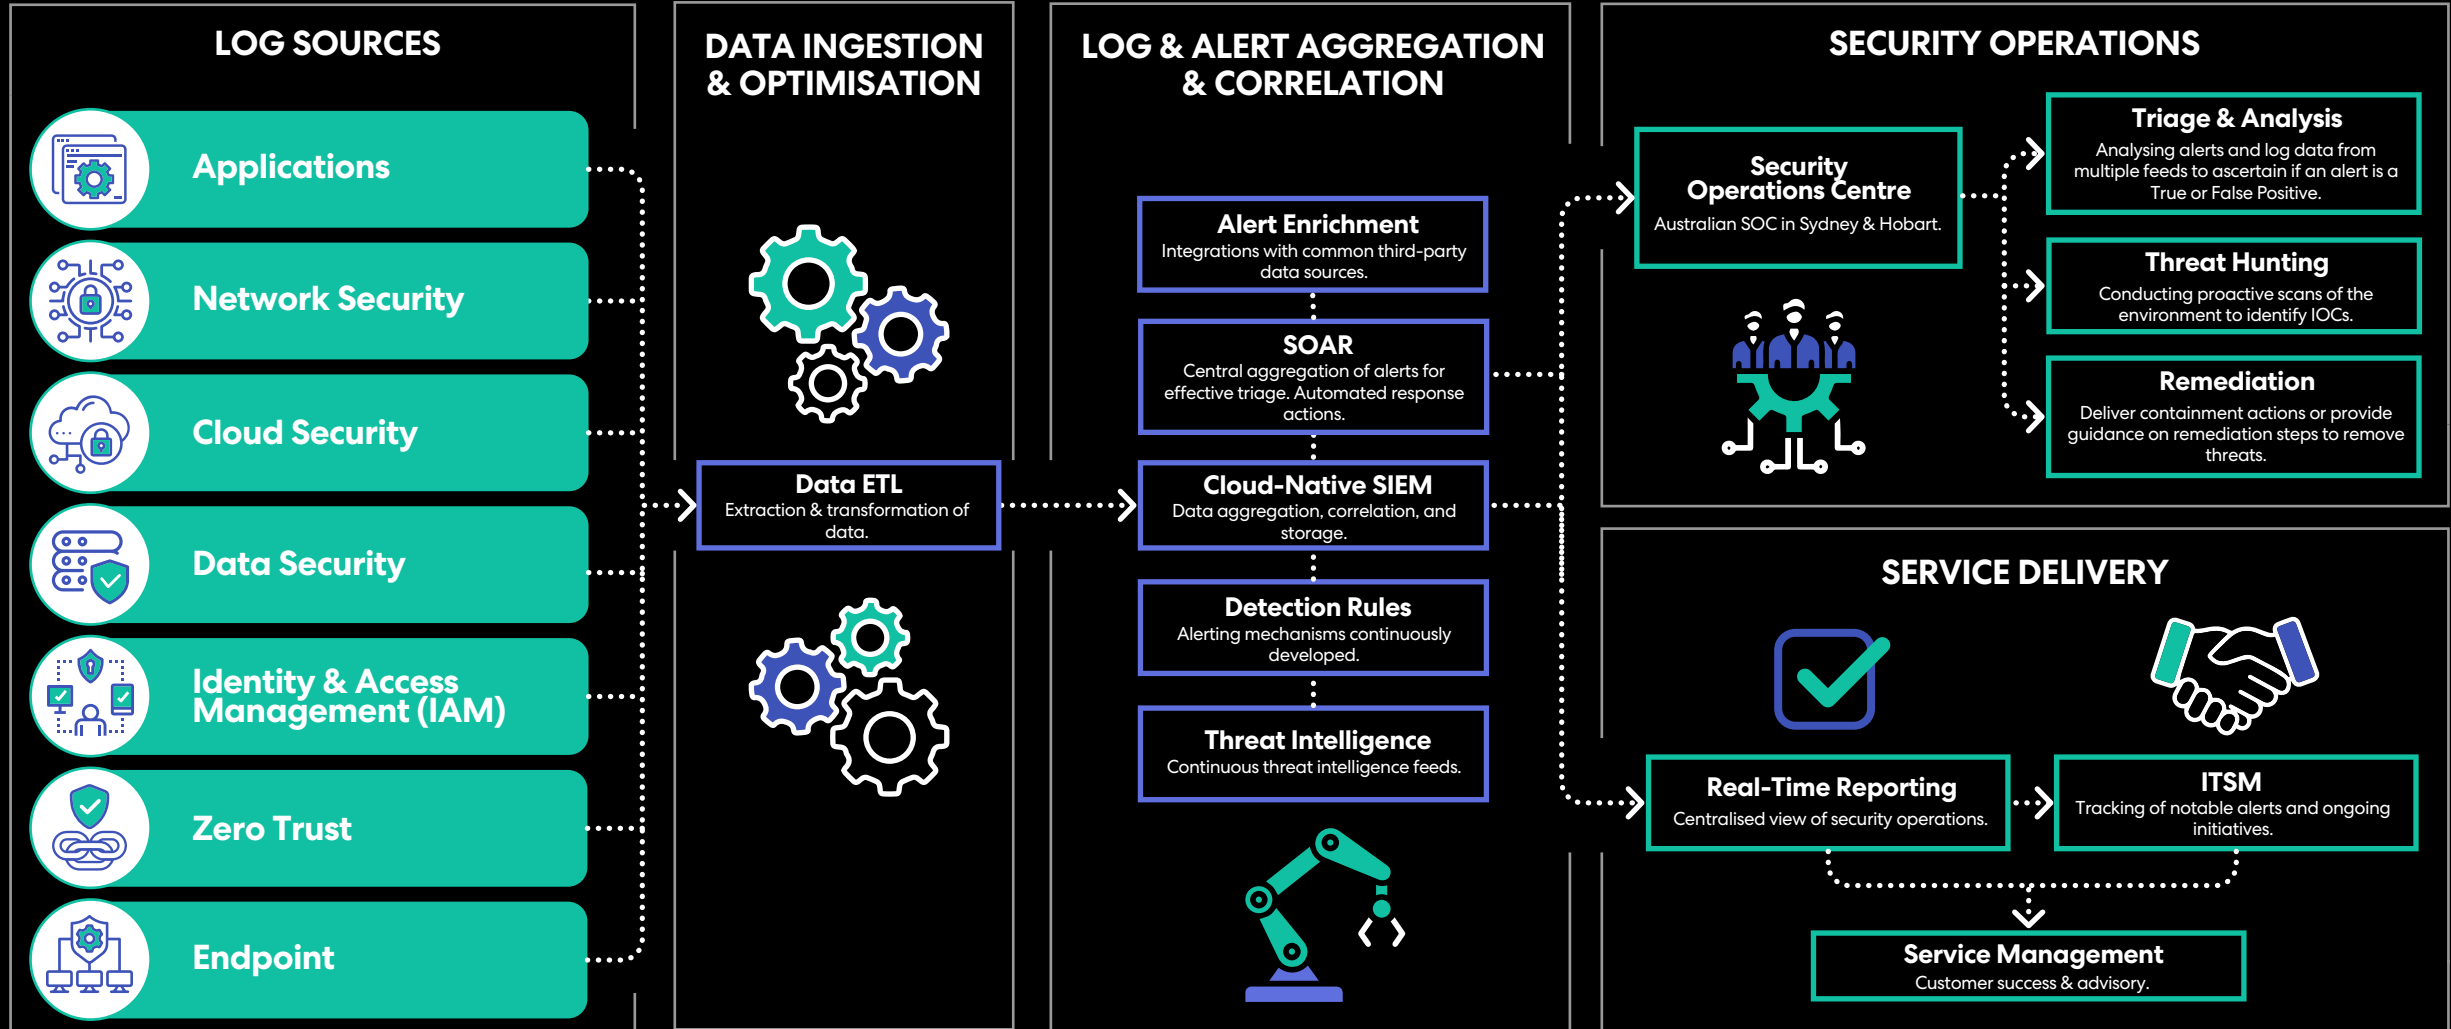 LOG SOURCES
Applications
Network Security
Cloud Security
Data Security
Identity & Access
Management (IAM)
Zero Trust
Endpoint
DATA INGESTION
& OPTIMISATION
Data ETL
Extraction & transformation of
data.
LOG & ALERT AGGREGATION
& CORRELATION
Alert Enrichment
Integrations with common third-party
data sources.
SOAR
Central aggregation of alerts for
effective triage. Automated response
actions.
Cloud-Native SIEM
Data aggregation, correlation, and
storage.
Detection Rules
Alerting mechanisms continuously
developed.
Threat Intelligence
Continuous threat intelligence feeds.
SECURITY OPERATIONS
Security
Operations Centre
Australian SOC in Sydney & Hobart.
Triage & Analysis
Analysing alerts and log data from
multiple feeds to ascertain if an alert is a
True or False Positive.
Threat Hunting
Conducting proactive scans of the
environment to identify IOCs.
Remediation
Deliver containment actions or provide
guidance on remediation steps to remove
threats.
SERVICE DELIVERY
Real-Time Reporting
Centralised view of security operations.
ITSM
Tracking of notable alerts and ongoing
initiatives.
Service Management
Customer success & advisory.